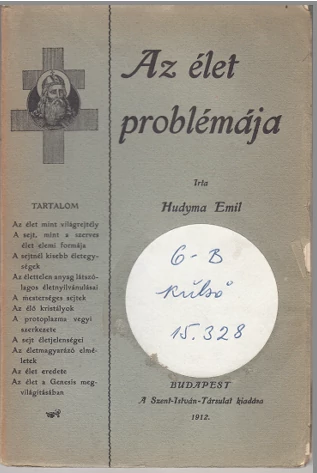 Az élet
problémája
Irta
Hudyma Emil
TARTALOM
Az élet mint világrejtély
A sejt, mint a szerves
élet elemi formája
A sejtnél kisebb életegy-
ségek
Az élettelen anyag látszó-
lagos életnyilvánulásai
A mesterséges sejtek
Az élő kristályok
A protoplazma vegyi
szerkezete
A sejt életjelenségei
Az életmagyarázó elmé-
letek
Az élet eredete
Az élet a Genesis meg-
világitásában
6-B
külső
15.328
BUDAPEST
A Szent-István-Társulat kiadása
1912.